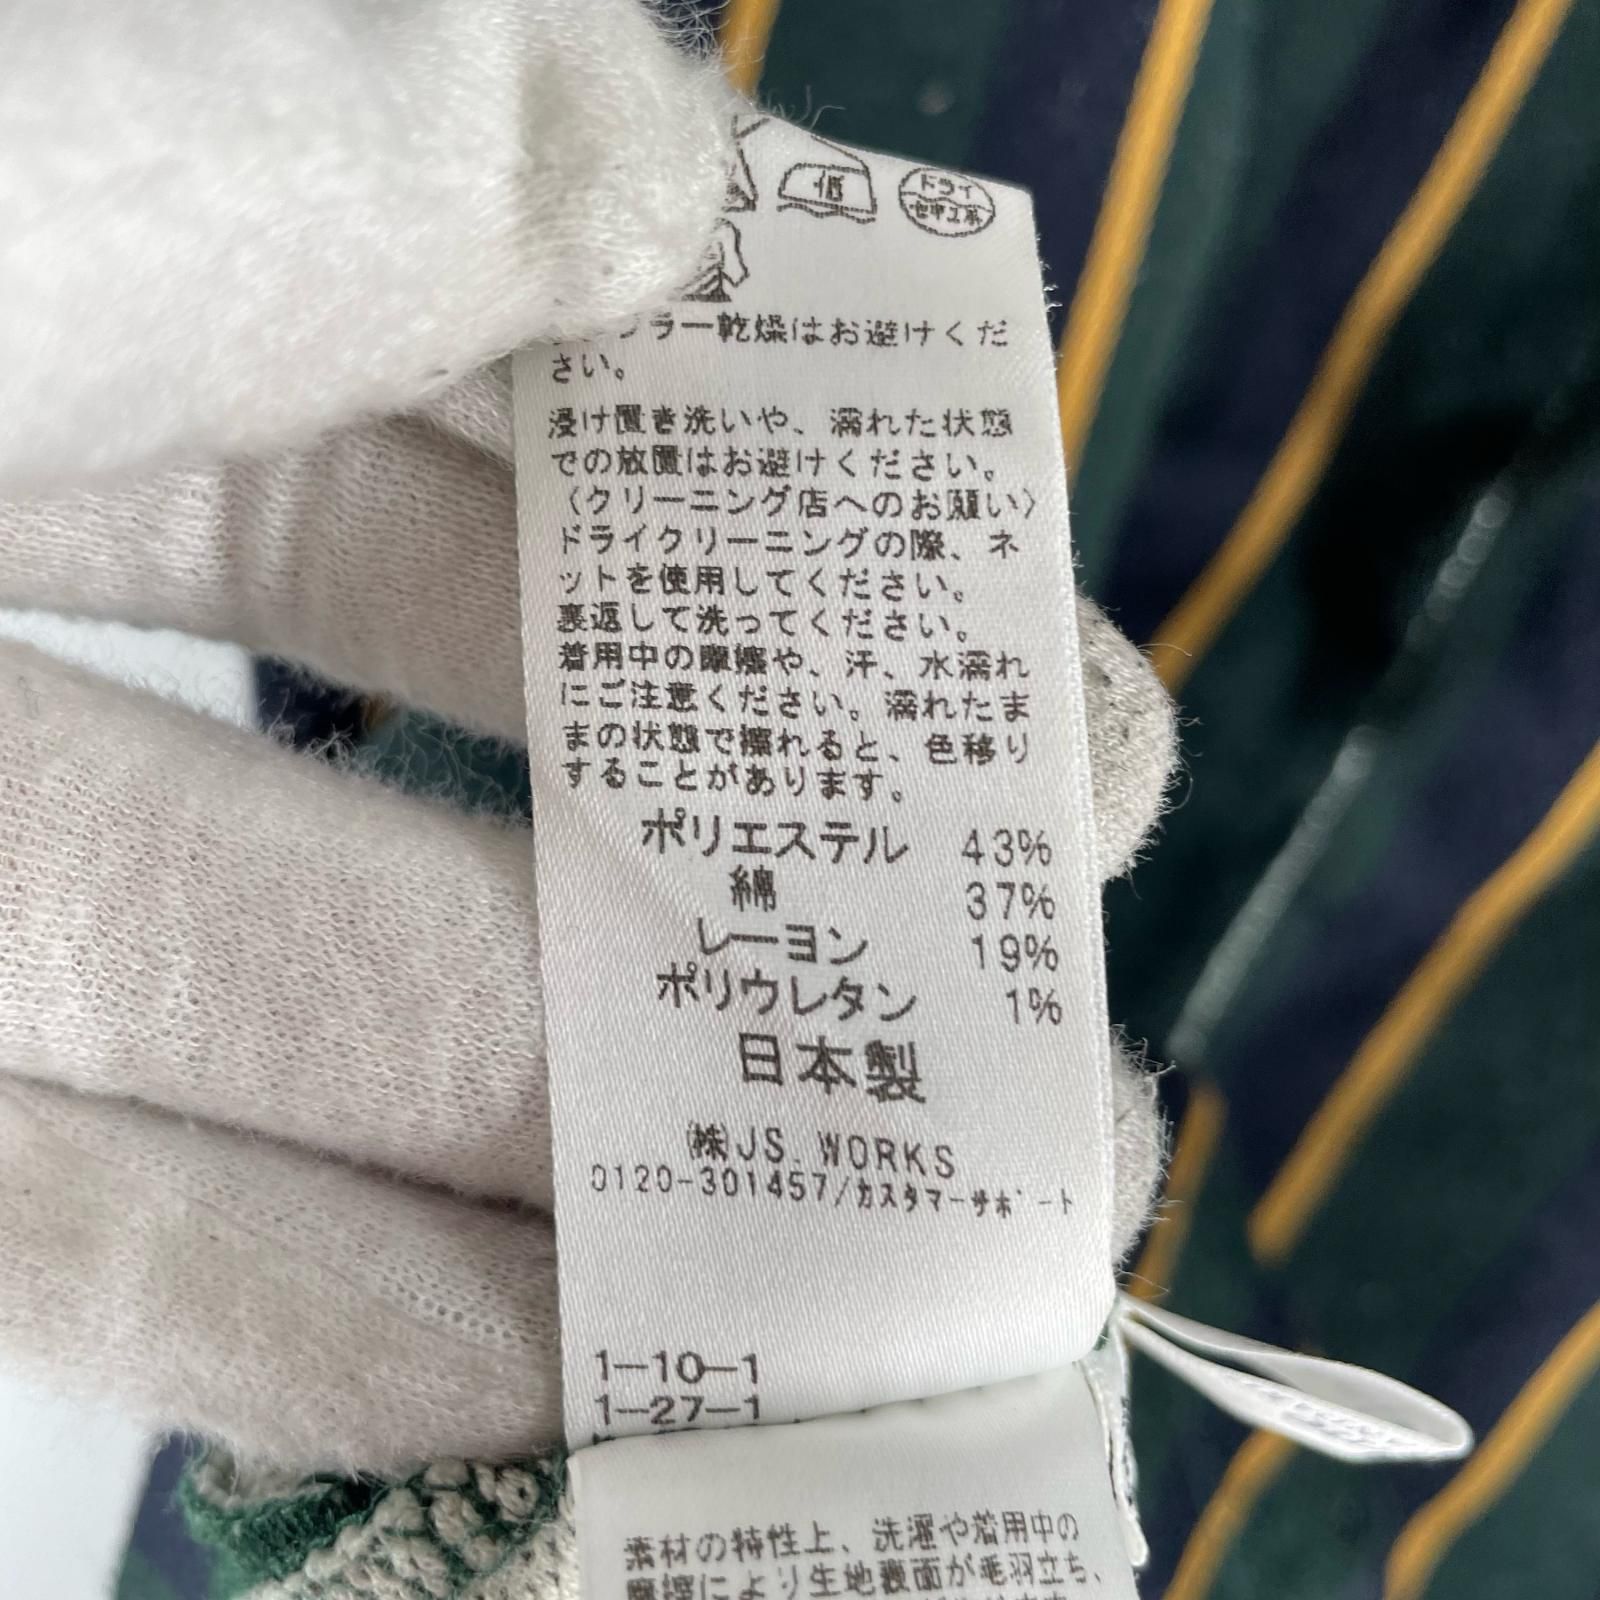 低
ドライ
セキユ系
ラー乾燥はお避けくだ
さい。
浸け置き洗いや、濡れた状態
での放置はお避けください。
〈クリーニング店へのお願い〉
ドライクリーニングの際、ネ
ットを使用してください。
裏返して洗ってください。
着用中の摩擦や、汗、水濡れ
にご注意ください。濡れたま
まの状態で擦れると、色移り
することがあります。
ポリエステル 43%
綿 37%
レーヨン 19%
ポリウレタン 1%
日本製
㈱JS.WORKS
0120-301457/カスタマーサポート
1-10-1
1-27-1
素材の特性上、洗濯や着用中の
摩擦により生地表面が毛羽立ち、